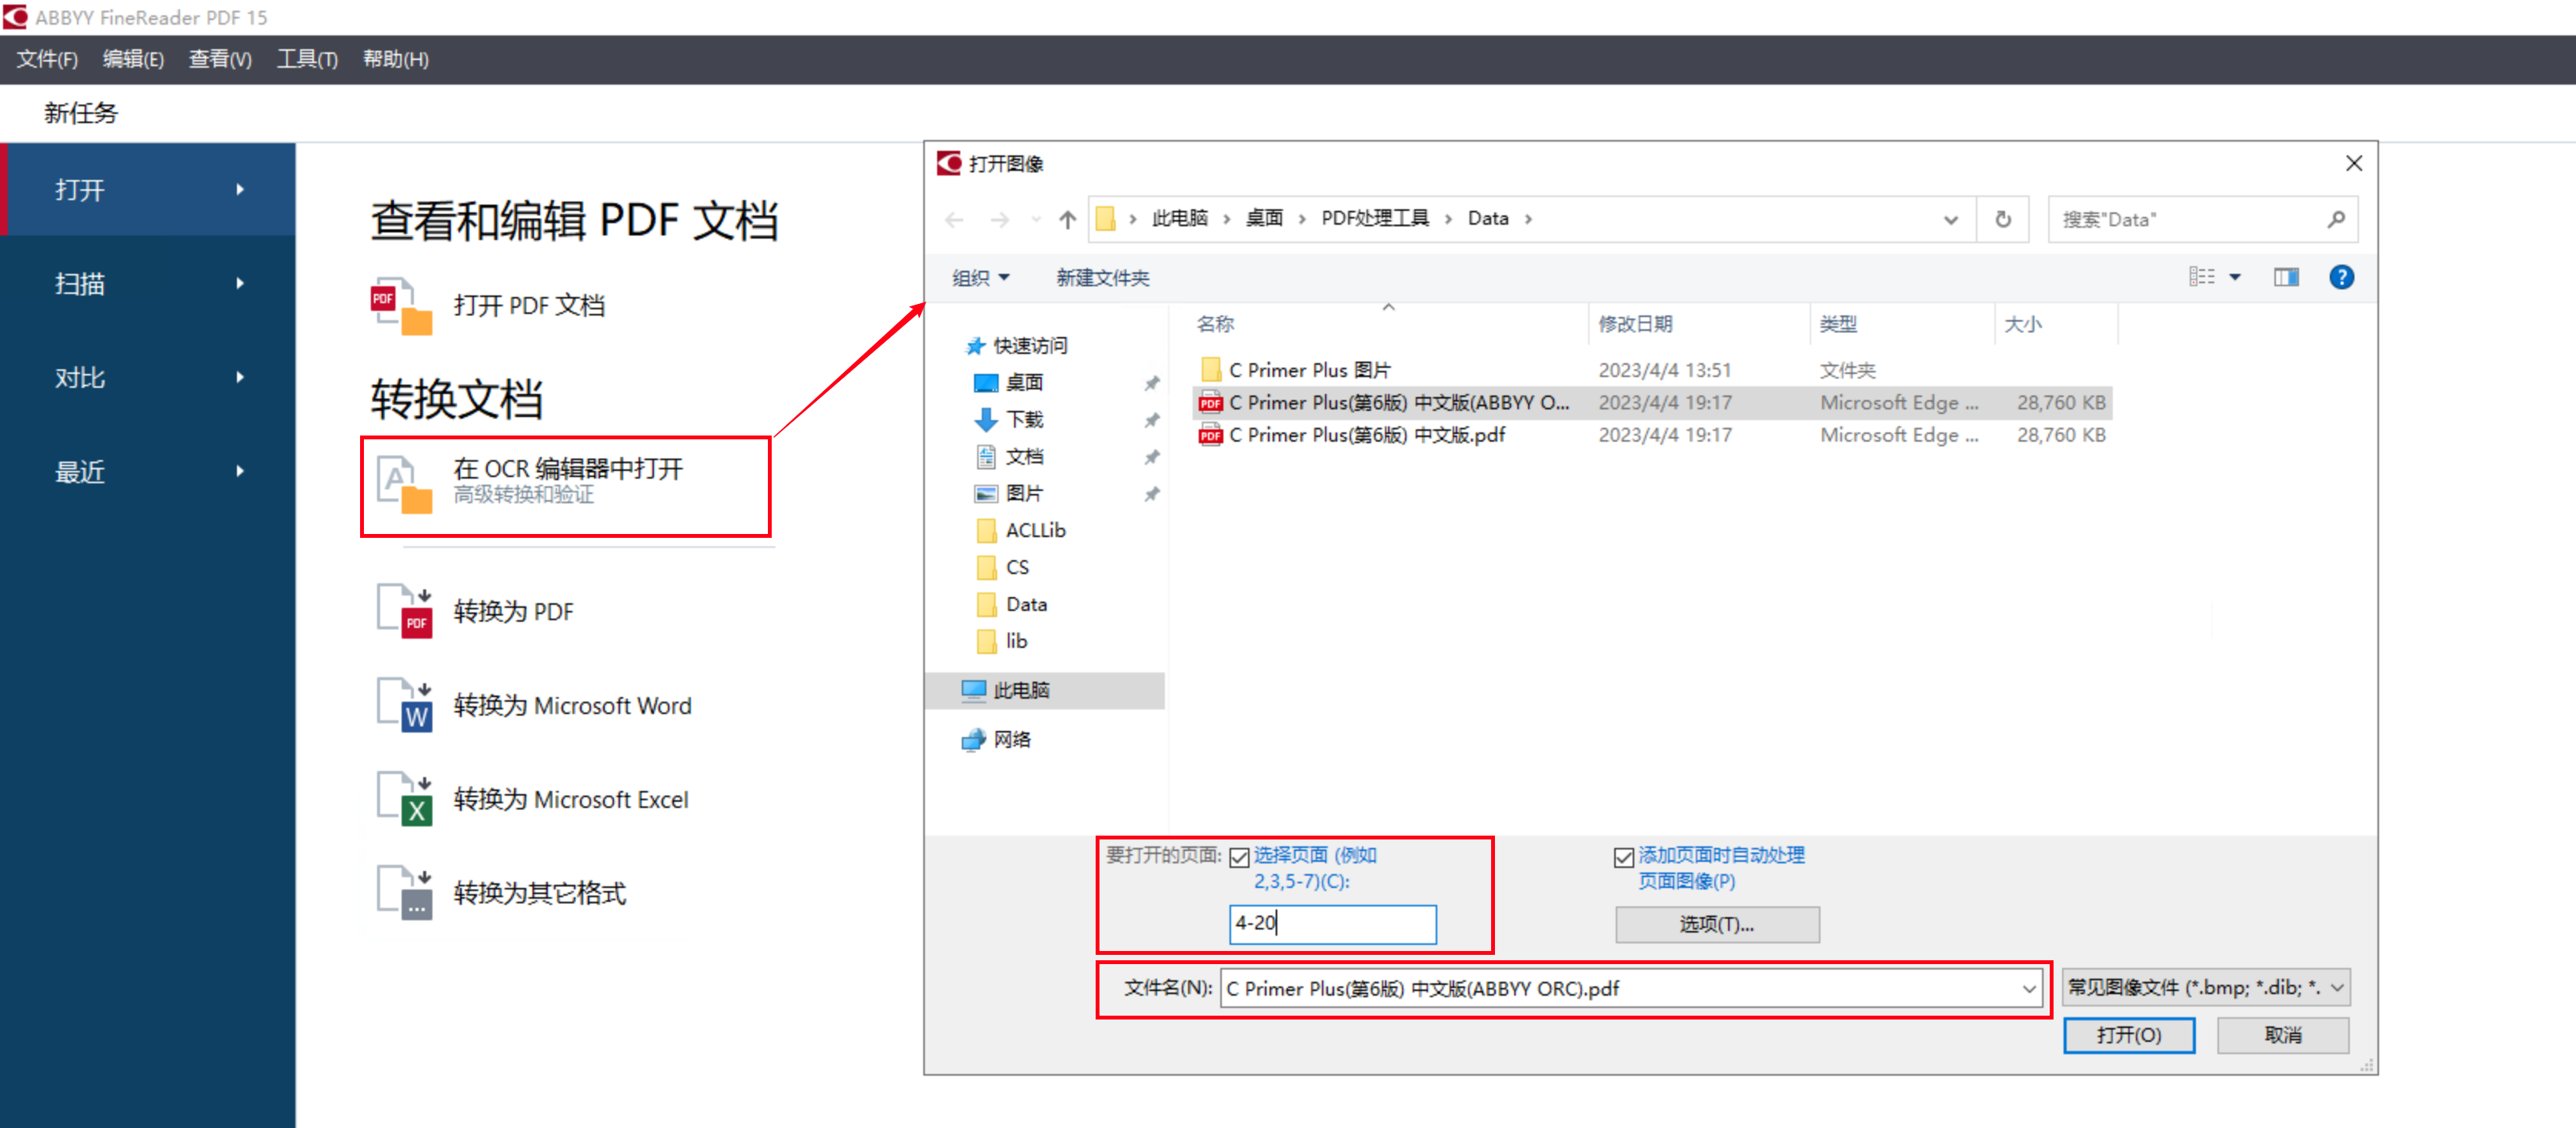 ABBYY FineReader PDF 15
文件(F) 编辑(E) 查看(V) 工具(T) 帮助(H)
新任务
打开
扫描
对比
最近
查看和编辑 PDF 文档
打开 PDF 文档
转换文档
在 OCR 编辑器中打开
高级转换和验证
转换为 PDF
转换为 Microsoft Word
转换为 Microsoft Excel
转换为其它格式
打开图像
此电脑 › 桌面 › PDF处理工具 › Data ›
搜索"Data"
组织 新建文件夹
快速访问
桌面
下载
文档
图片
ACLLib
CS
Data
lib
此电脑
网络
名称 修改日期 类型 大小
C Primer Plus 图片 2023/4/4 13:51 文件夹
C Primer Plus(第6版) 中文版(ABBYY O... 2023/4/4 19:17 Microsoft Edge ... 28,760 KB
C Primer Plus(第6版) 中文版.pdf 2023/4/4 19:17 Microsoft Edge ... 28,760 KB
要打开的页面: 选择页面 (例如
2,3,5-7)(C):
4-20
添加页面时自动处理
页面图像(P)
选项(T)...
文件名(N): C Primer Plus(第6版) 中文版(ABBYY ORC).pdf
常见图像文件 (*.bmp; *.dib; *.
打开(O) 取消